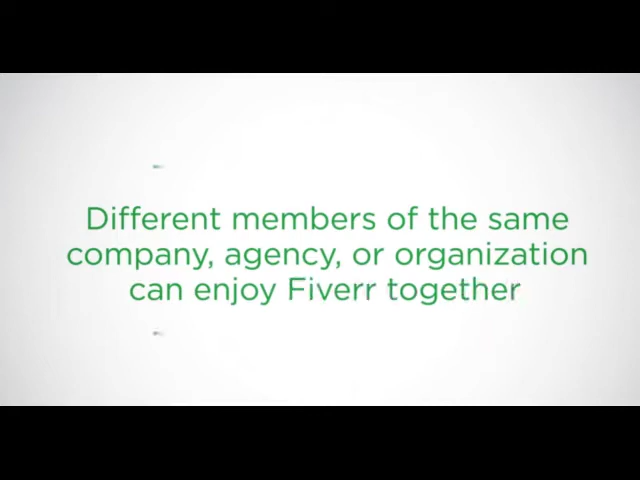 Different members of the same
company, agency, or organization
can enjoy Fiverr together